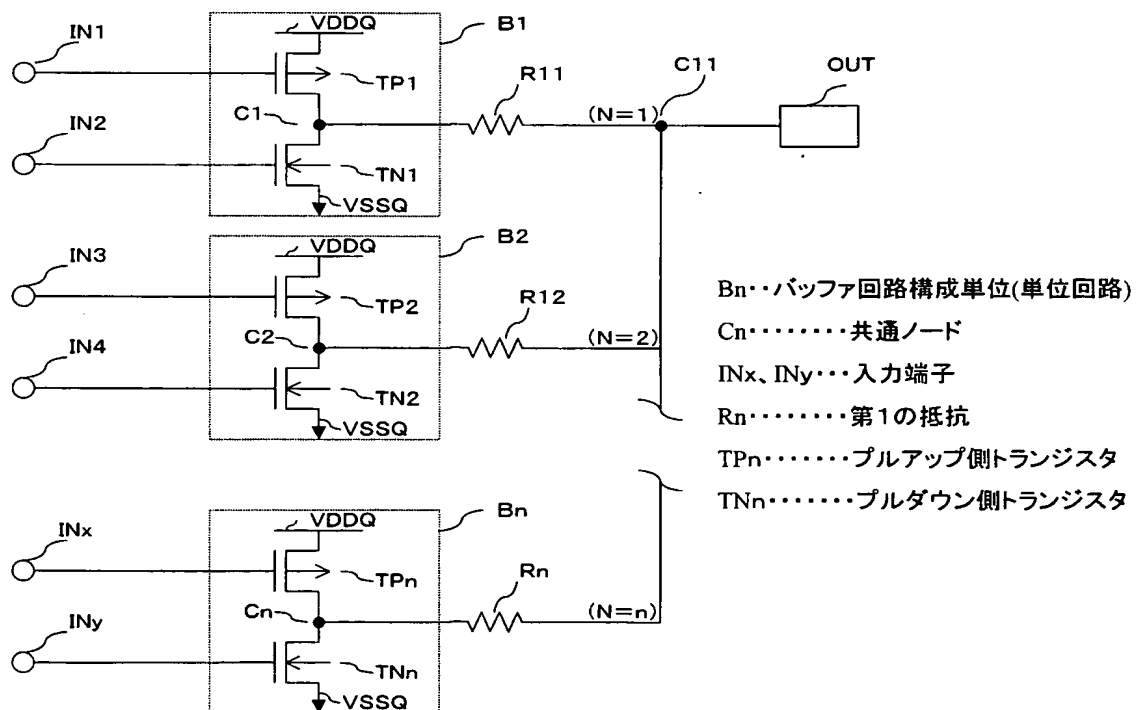 IN1
VDDQ
B1
TP1
R11
C11
OUT
C1
(N=1)
IN2
TN1
VSSQ
IN3
VDDQ
B2
TP2
R12
C2
(N=2)
IN4
TN2
VSSQ
INx
VDDQ
Bn
TPn
Rn
Cn
(N=n)
INy
TNn
VSSQ
Bn・・バッファ回路構成単位(単位回路)
Cn・・・・・・・・共通ノード
INx、INy・・・入力端子
Rn・・・・・・・・第1の抵抗
TPn・・・・・・・プルアップ側トランジスタ
TNn・・・・・・・プルダウン側トランジスタ